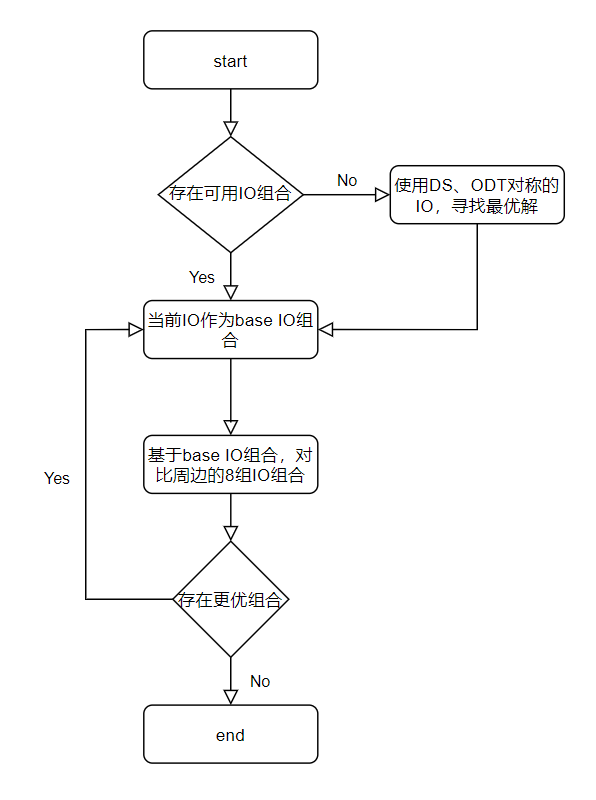 start
存在可用IO组合
No
使用DS、ODT对称的
IO，寻找最优解
Yes
当前IO作为base IO组
合
基于base IO组合，对
比周边的8组IO组合
Yes
存在更优组合
No
end